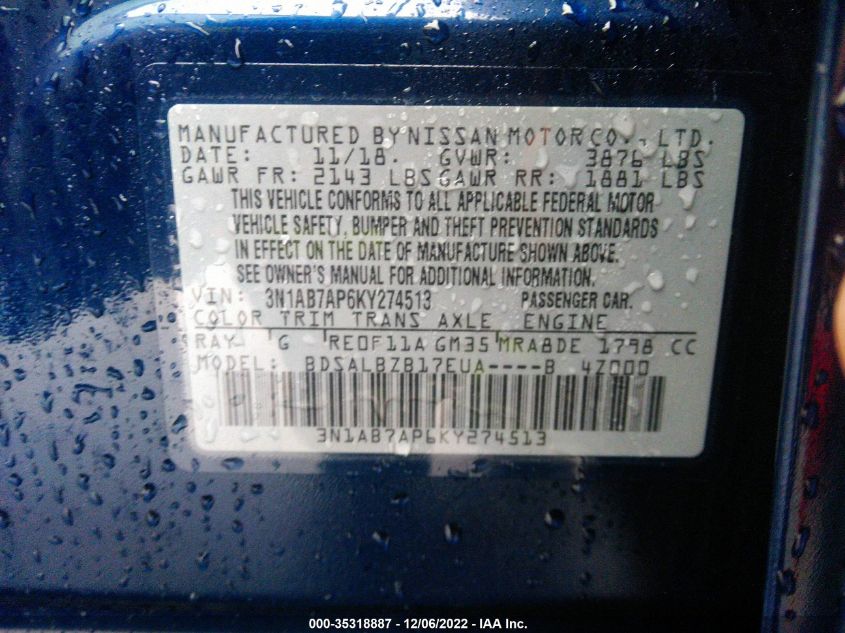 MANUFACTURED BY NISSAN MOTOR CO., LTD.
DATE: 11/18. GVWR: 3876 LBS
GAWR FR: 2143 LBS GAWR RR: 1881 LBS
THIS VEHICLE CONFORMS TO ALL APPLICABLE FEDERAL MOTOR
VEHICLE SAFETY, BUMPER AND THEFT PREVENTION STANDARDS
IN EFFECT ON THE DATE OF MANUFACTURE SHOWN ABOVE.
SEE OWNER'S MANUAL FOR ADDITIONAL INFORMATION.
VIN: 3N1AB7AP6KY274513 PASSENGER CAR.
COLOR TRIM TRANS AXLE ENGINE
RAY G RE0F11A GM35 MRA8DE 1798 CC
MODEL: BDSALBZB17EUA----B 4Z000
3N1AB7AP6KY274513
000-35318887 - 12/06/2022 - IAA Inc.